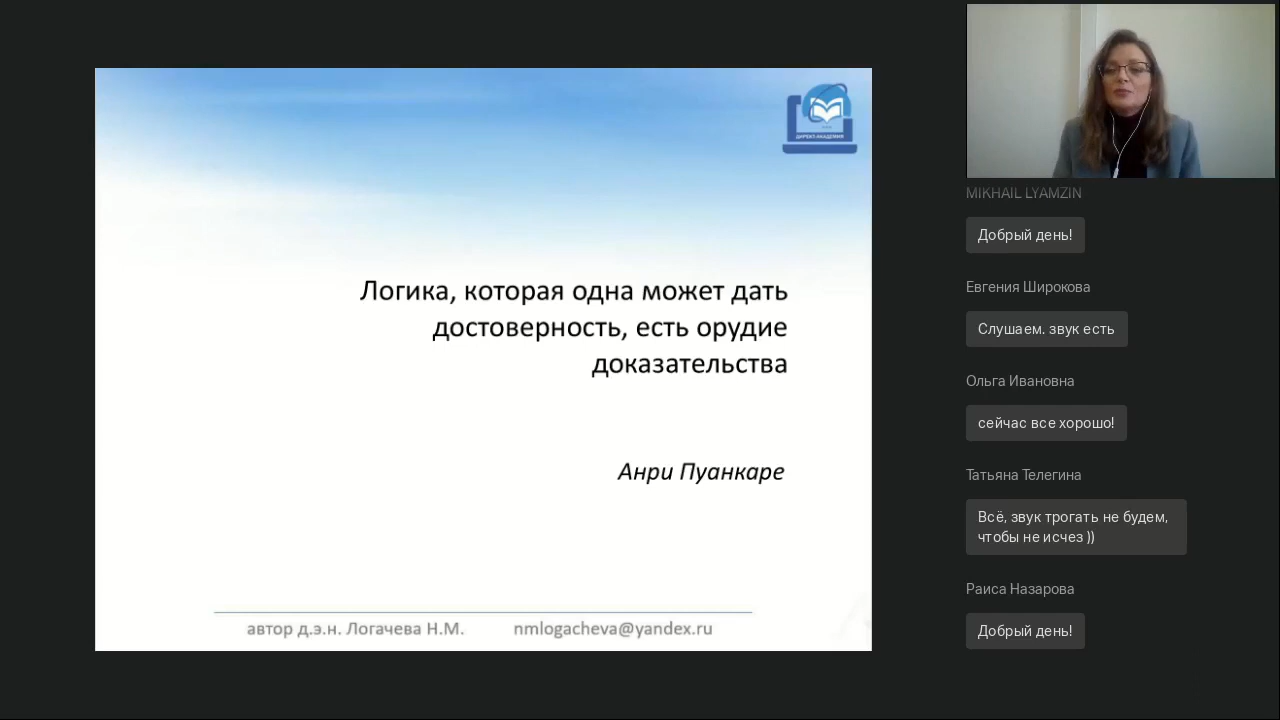 ДИРЕКТ-АКАДЕМИЯ
Логика, которая одна может дать
достоверность, есть орудие
доказательства
Анри Пуанкаре
автор д.э.н. Логачева Н.М. nmlogacheva@yandex.ru
MIKHAIL LYAMZIN
Добрый день!
Евгения Широкова
Слушаем. звук есть
Ольга Ивановна
сейчас все хорошо!
Татьяна Телегина
Всё, звук трогать не будем,
чтобы не исчез ))
Раиса Назарова
Добрый день!